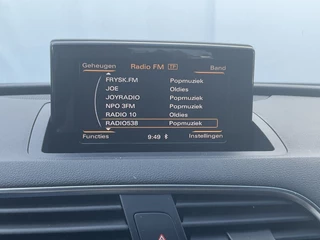 Geheugen Radio FM TP Band
FRYSK.FM Popmuziek
JOE Oldies
JOYRADIO Popmuziek
NPO 3FM Popmuziek
RADIO 10 Oldies
RADIO538 Popmuziek
Functies 9:49 Instellingen